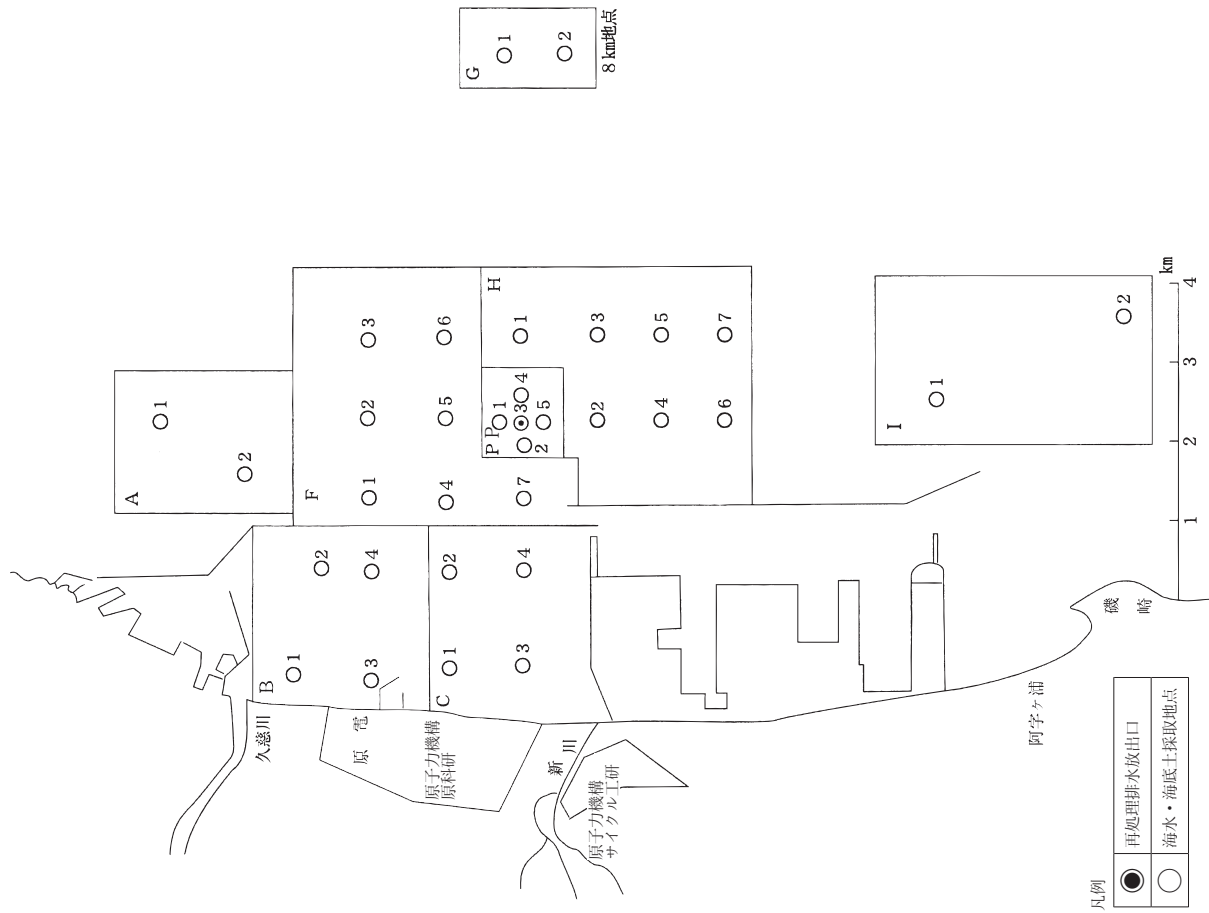 G
1
2
8km地点
A
1
2
F
1
2
3
4
5
6
7
H
1
2
3
4
5
6
7
PP
1
2
3
4
5
B
1
2
3
4
C
1
2
3
4
I
1
2
km
1
2
3
4
久慈川
原電
原子力機構
原科研
新川
原子力機構
サイクル工研
阿字ヶ浦
磯崎
凡例
再処理排水放出口
海水・海底土採取地点